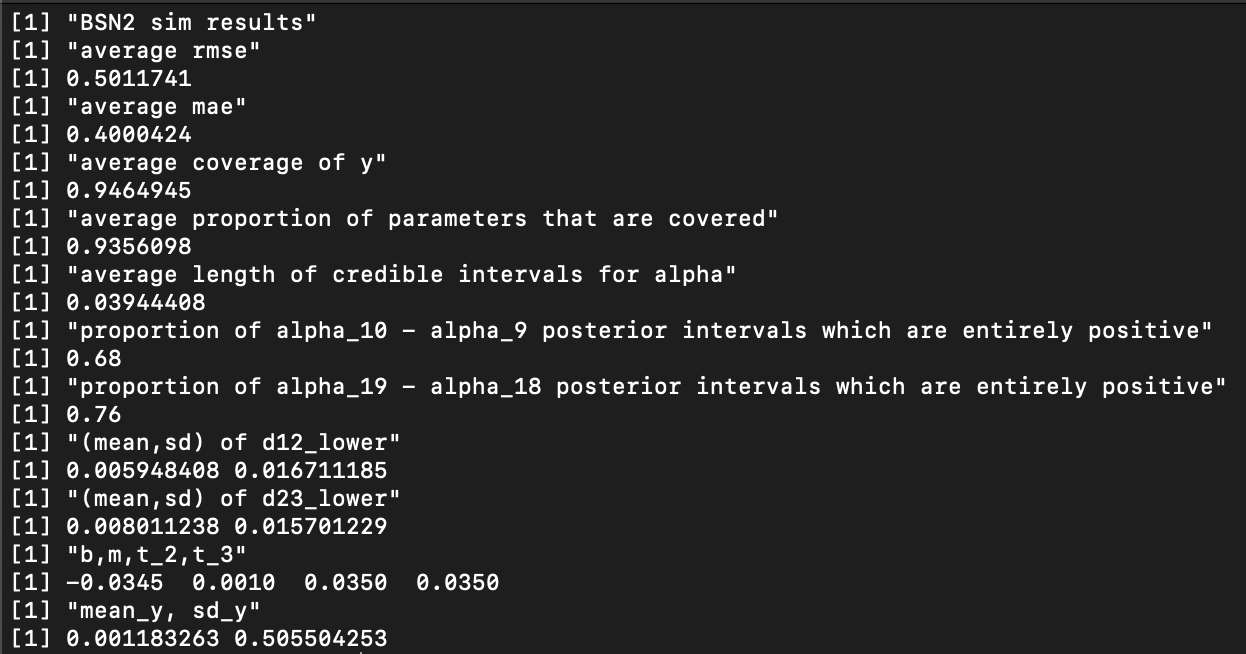 [1] "BSN2 sim results"
[1] "average rmse"
[1] 0.5011741
[1] "average mae"
[1] 0.4000424
[1] "average coverage of y"
[1] 0.9464945
[1] "average proportion of parameters that are covered"
[1] 0.9356098
[1] "average length of credible intervals for alpha"
[1] 0.03944408
[1] "proportion of alpha_10 - alpha_9 posterior intervals which are entirely positive"
[1] 0.68
[1] "proportion of alpha_19 - alpha_18 posterior intervals which are entirely positive"
[1] 0.76
[1] "(mean,sd) of d12_lower"
[1] 0.005948408 0.016711185
[1] "(mean,sd) of d23_lower"
[1] 0.008011238 0.015701229
[1] "b,m,t_2,t_3"
[1] -0.0345  0.0010  0.0350  0.0350
[1] "mean_y, sd_y"
[1] 0.001183263 0.505504253